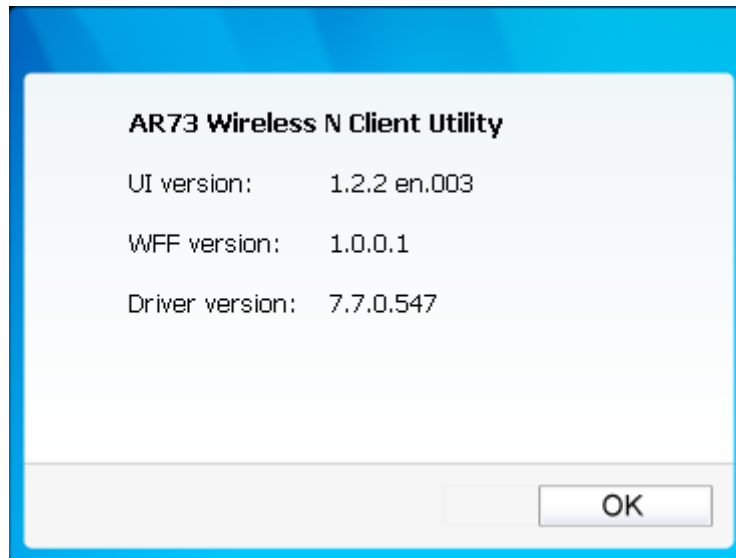 AR73 Wireless N Client Utility
UI version: 1.2.2 en.003
WFF version: 1.0.0.1
Driver version: 7.7.0.547
OK